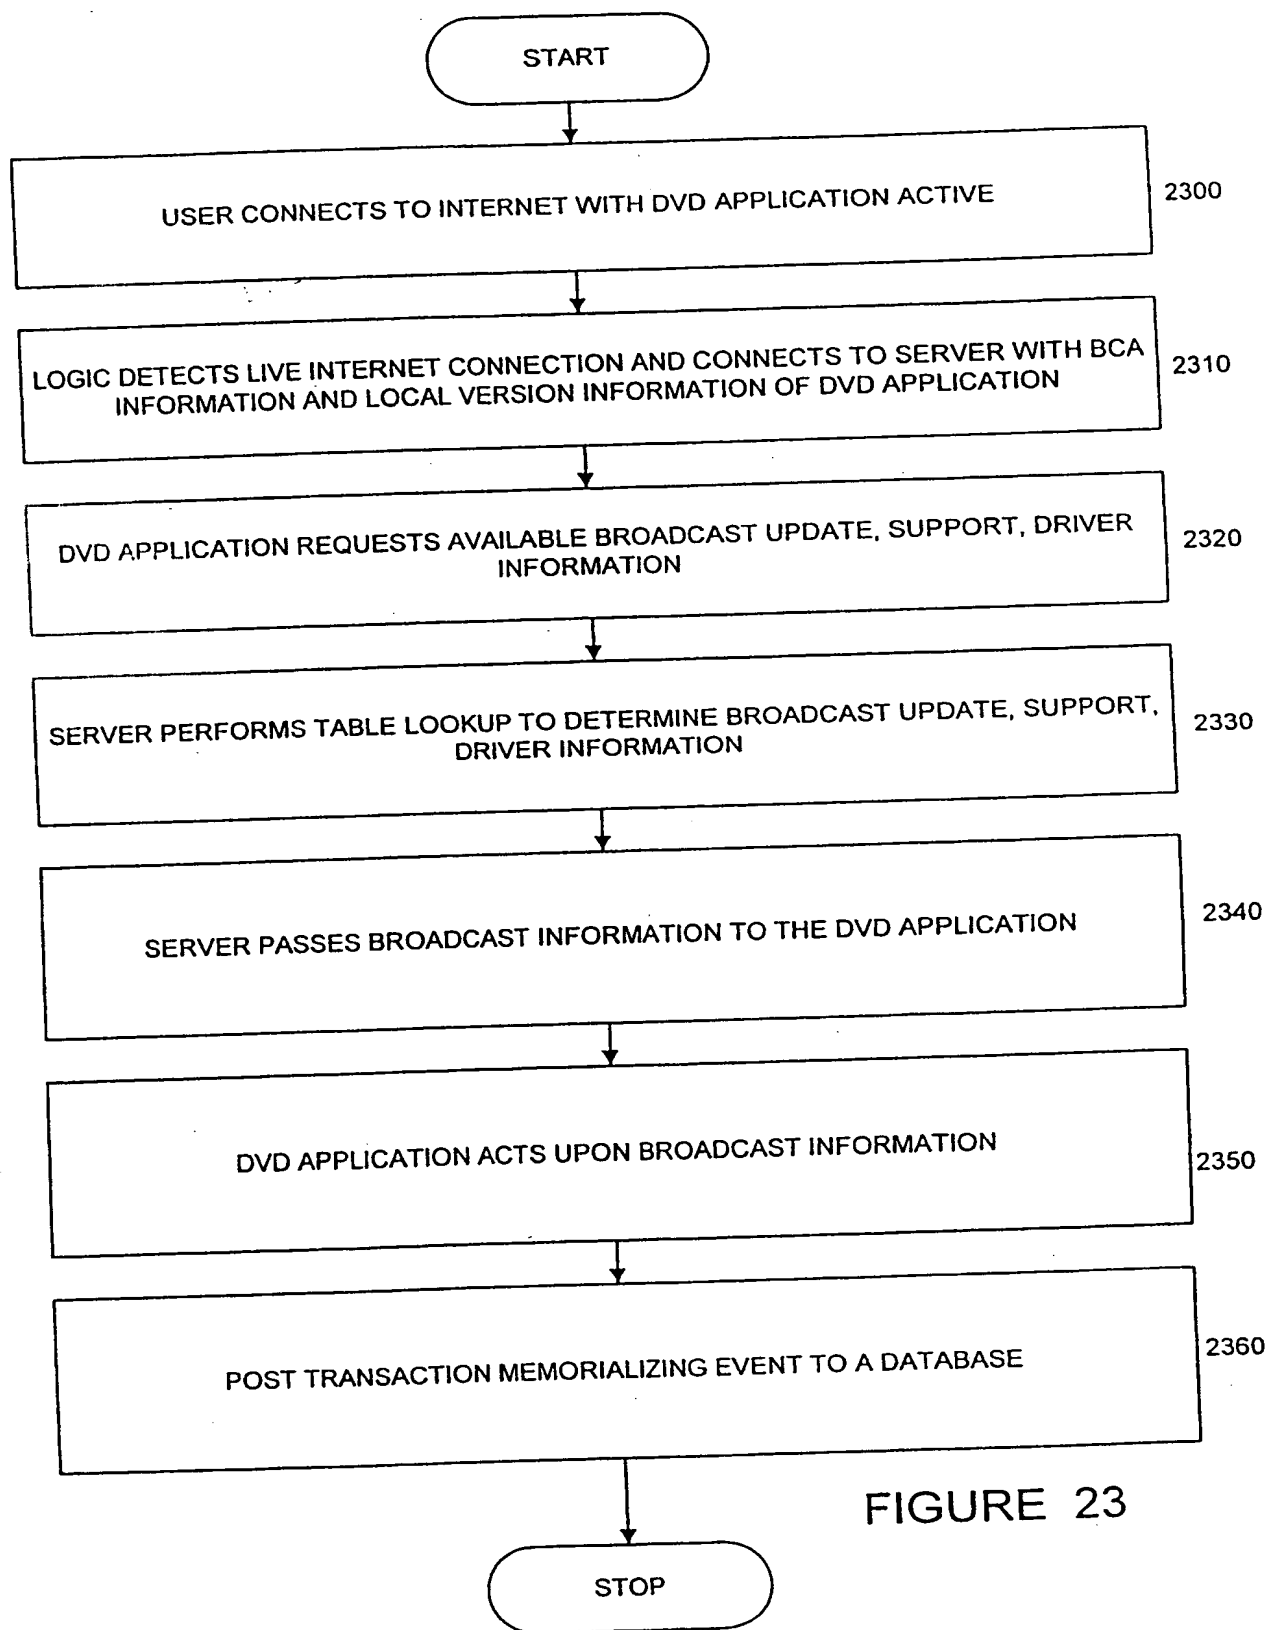 START
USER CONNECTS TO INTERNET WITH DVD APPLICATION ACTIVE
2300
LOGIC DETECTS LIVE INTERNET CONNECTION AND CONNECTS TO SERVER WITH BCA
INFORMATION AND LOCAL VERSION INFORMATION OF DVD APPLICATION
2310
DVD APPLICATION REQUESTS AVAILABLE BROADCAST UPDATE, SUPPORT, DRIVER
INFORMATION
2320
SERVER PERFORMS TABLE LOOKUP TO DETERMINE BROADCAST UPDATE, SUPPORT,
DRIVER INFORMATION
2330
SERVER PASSES BROADCAST INFORMATION TO THE DVD APPLICATION
2340
DVD APPLICATION ACTS UPON BROADCAST INFORMATION
2350
POST TRANSACTION MEMORIALIZING EVENT TO A DATABASE
2360
FIGURE 23
STOP